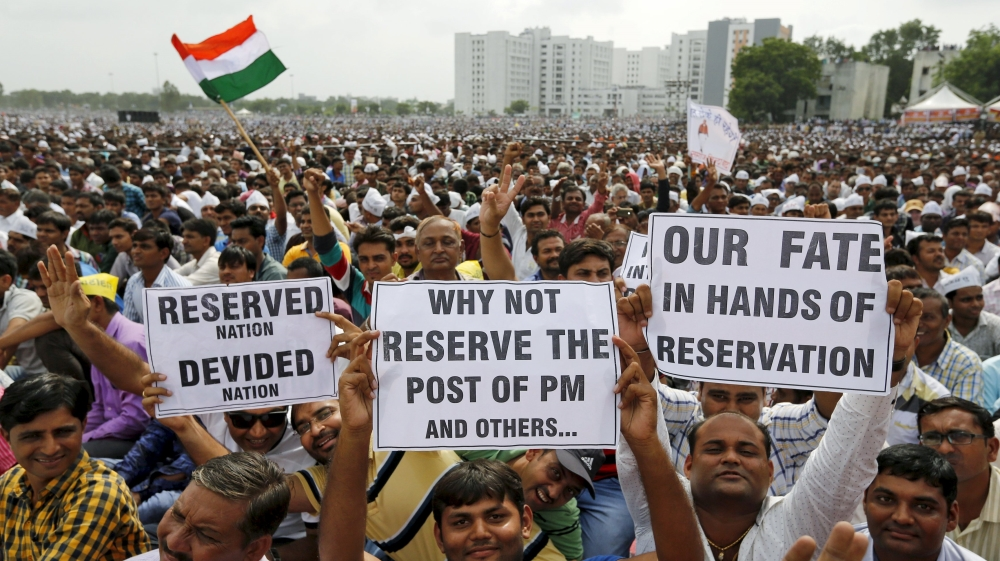 RESERVED
NATION
DEVIDED
NATION
WHY NOT
RESERVE THE
POST OF PM
AND OTHERS...
OUR FATE
IN HANDS OF
RESERVATION